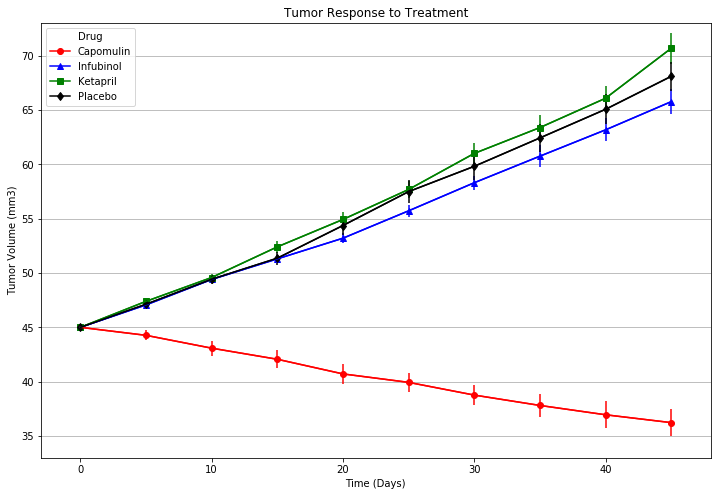 Tumor Response to Treatment
Drug
Capomulin
Infubinol
Ketapril
Placebo
Tumor Volume (mm3)
70
65
60
55
50
45
40
35
0 10 20 30 40
Time (Days)